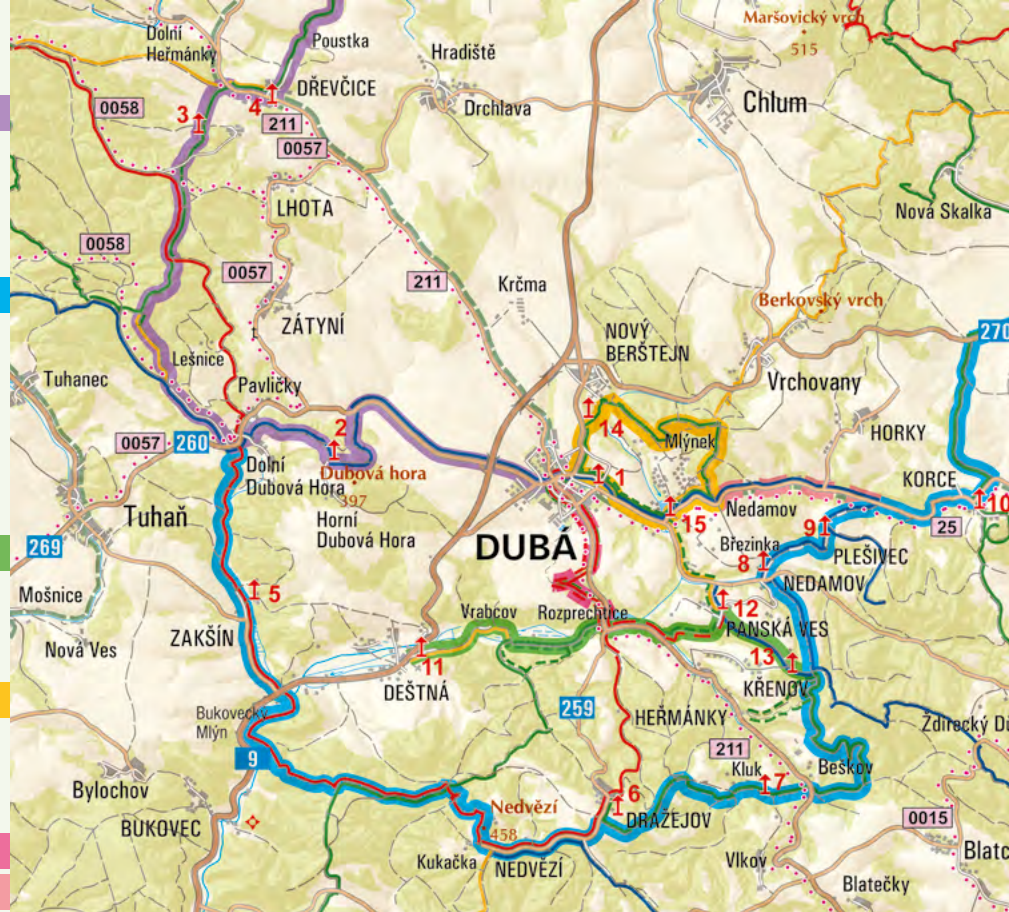 Maršovický vrch
515
Dolní
Heřmánky
Poustka
Hradiště
DŘEVČICE
Drchlava
Chlum
0058
3
4
211
0057
LHOTA
Nová Skalka
0058
0057
211
Krčma
Berkovský vrch
ZÁTYNÍ
NOVÝ
BERŠTEJN
270
Lešnice
Tuhanec
Pavličky
Vrchovany
2
14
HORKY
0057
260
Mlýnek
Dolní
Dubová Hora
Dubová hora
397
1
KORCE
10
Tuhaň
Horní
Dubová Hora
15
Nedamov
25
269
DUBÁ
Březinka
9
PLEŠIVEC
8
NEDAMOV
Mošnice
5
Vrabcov
Rozprechtice
12
PANSKÁ VES
ZAKŠÍN
Nová Ves
11
13
DEŠTNÁ
KŘENOV
Bukovecký
Mlýn
259
HEŘMÁNKY
Ždírecký Dů
9
211
Kluk
Beškov
Bylochov
7
6
Nedvězí
458
DRAŽEJOV
0015
BUKOVEC
Kukačka
NEDVĚZÍ
Vlkov
Blatc
Blatečky